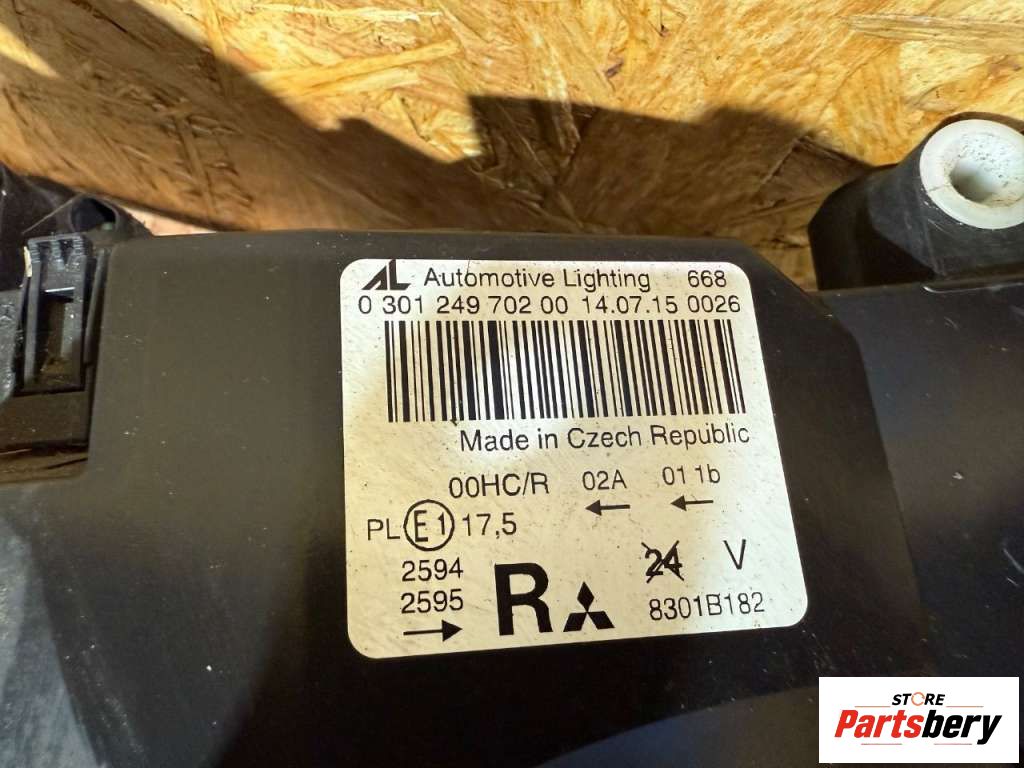 AL Automotive Lighting 668
0 301 249 702 00 14.07.15 0026
Made in Czech Republic
00HC/R 02A 01 1b
PL E1 17,5
2594
2595
R 24 V
8301B182
STORE
Partsbery